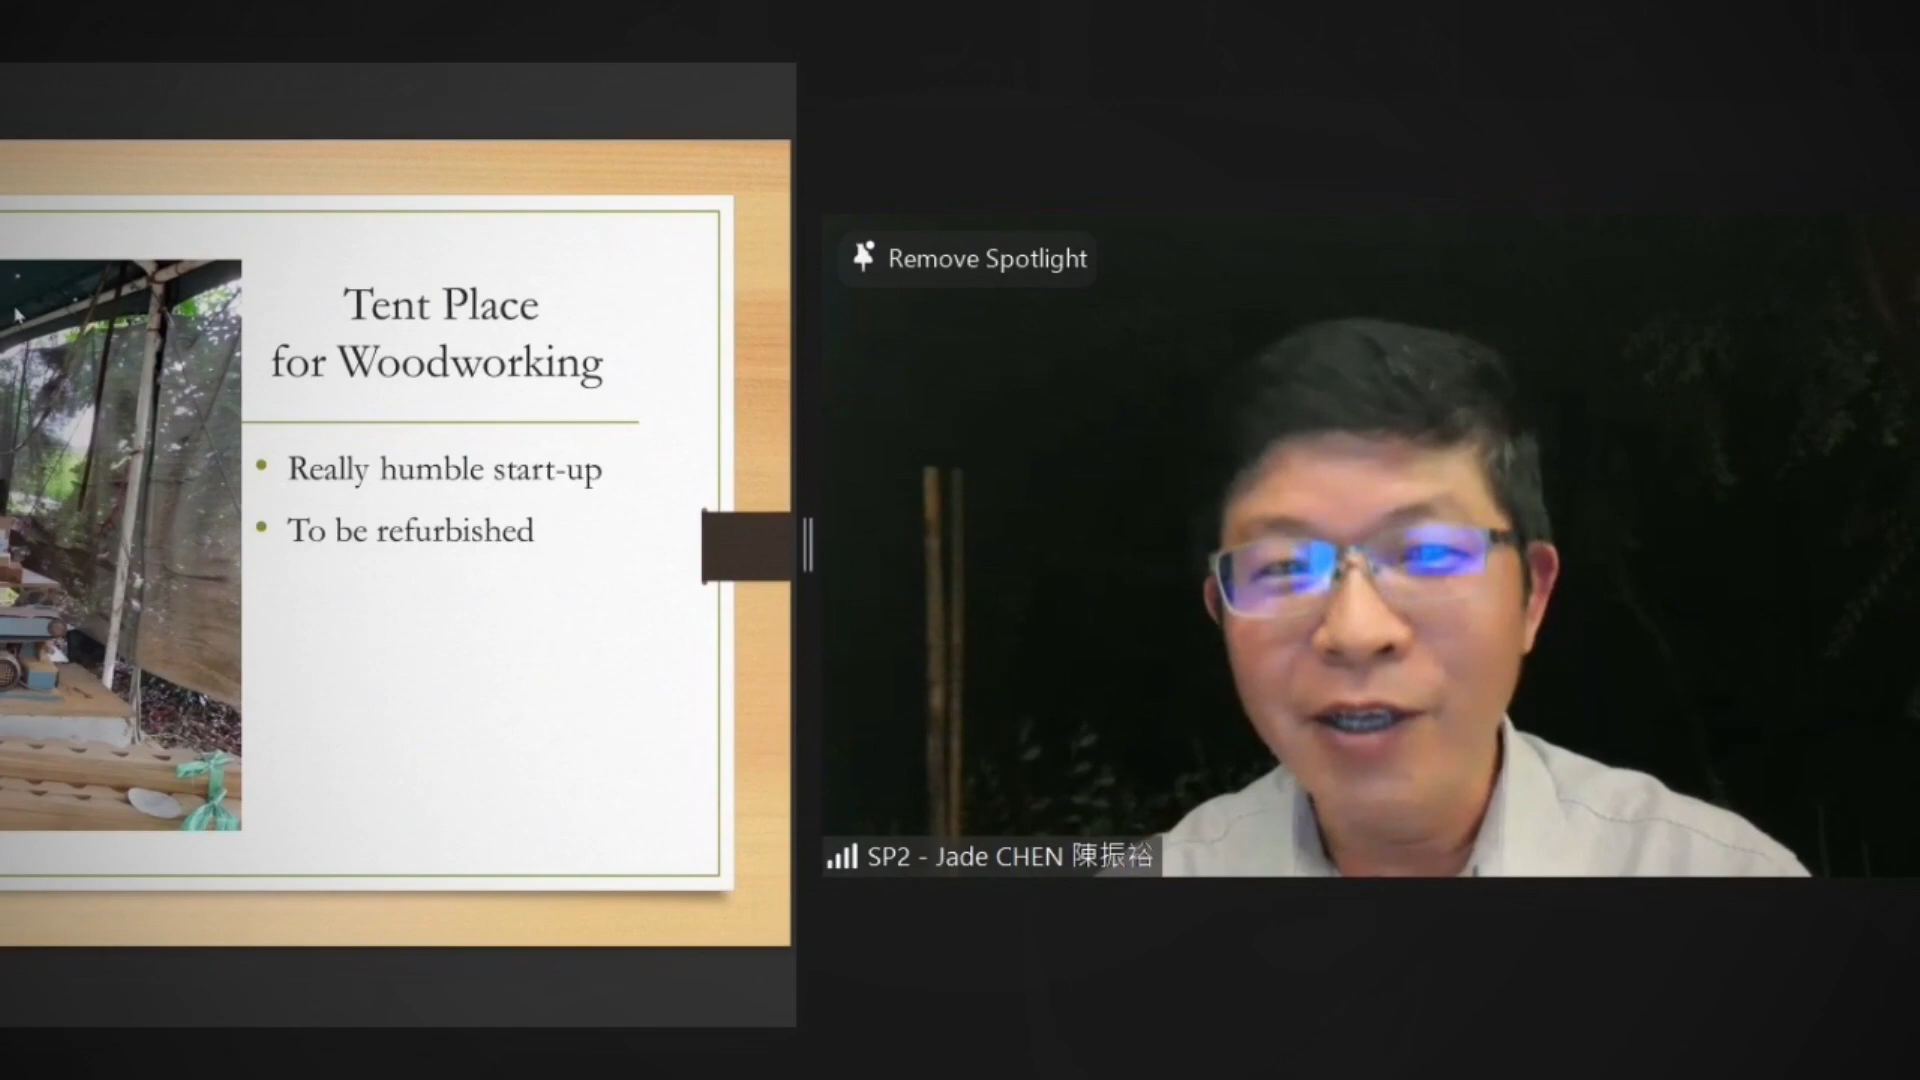 Tent Place
for Woodworking
• Really humble start-up
• To be refurbished
Remove Spotlight
SP2 - Jade CHEN 陳振裕